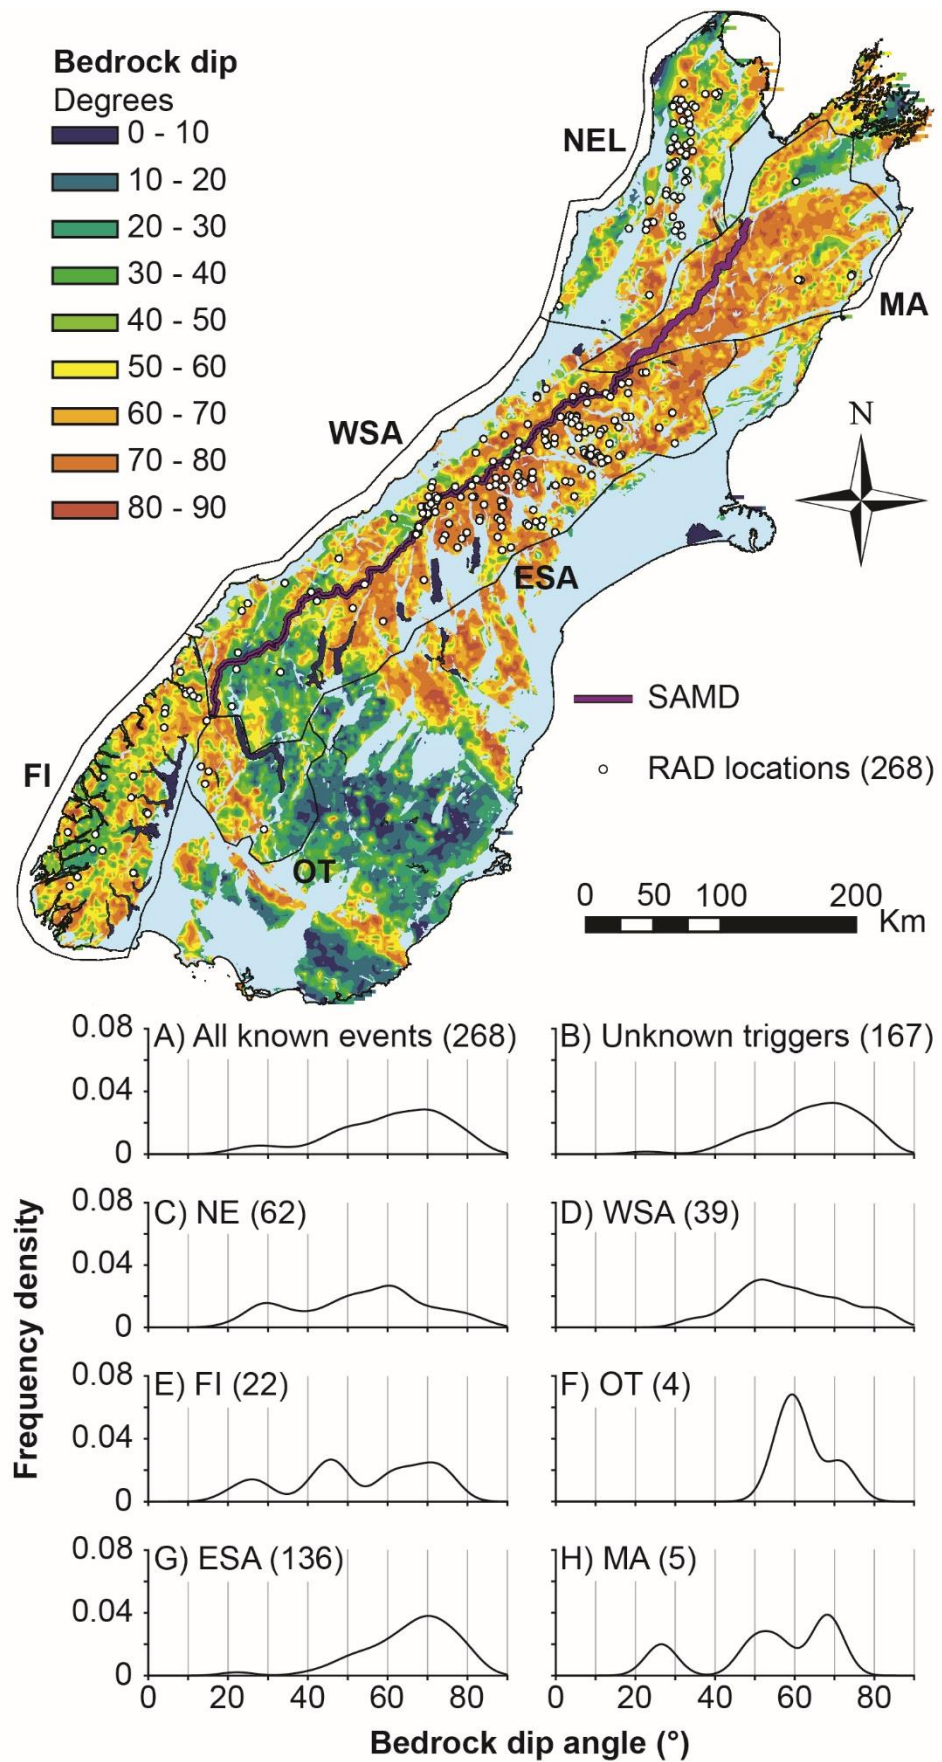 Bedrock dip
Degrees
0 - 10
10 - 20
20 - 30
30 - 40
40 - 50
50 - 60
60 - 70
70 - 80
80 - 90
NEL
MA
WSA
N
ESA
SAMD
RAD locations (268)
FI
OT
0 50 100 200
Km
0.08
0.04
0
A) All known events (268)
B) Unknown triggers (167)
0.08
0.04
0
C) NE (62)
D) WSA (39)
0.08
0.04
0
E) FI (22)
F) OT (4)
0.08
0.04
0
G) ESA (136)
H) MA (5)
0 20 40 60 80 0 20 40 60 80
Frequency density
Bedrock dip angle (°)